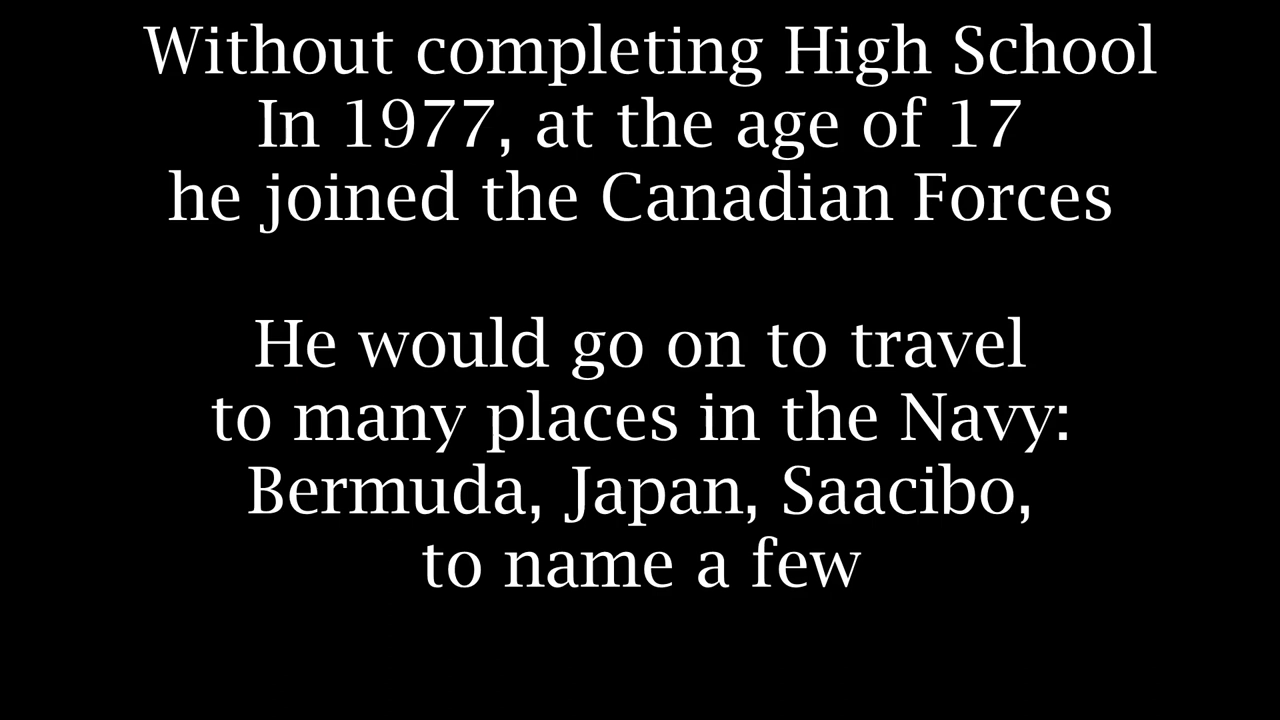 Without completing High School
In 1977, at the age of 17
he joined the Canadian Forces
He would go on to travel
to many places in the Navy:
Bermuda, Japan, Saacibo,
to name a few